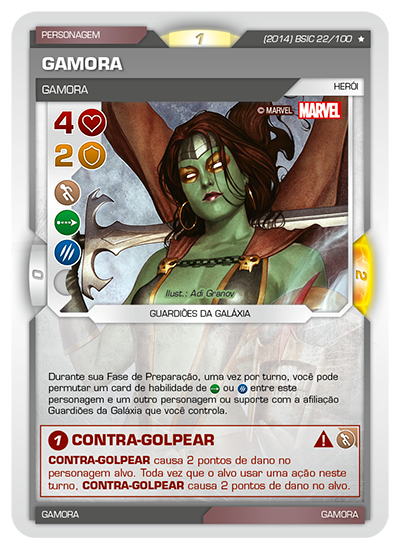 PERSONAGEM
1
(2014) BSIC 22/100 ★
GAMORA
GAMORA
HERÓI
4
© MARVEL MARVEL
2
0
2
Ilust.: Adi Granov
GUARDIÕES DA GALÁXIA
Durante sua Fase de Preparação, uma vez por turno, você pode
permutar um card de habilidade de ou entre este
personagem e um outro personagem ou suporte com a afiliação
Guardiões da Galáxia que você controla.
1 CONTRA-GOLPEAR
CONTRA-GOLPEAR causa 2 pontos de dano no
personagem alvo. Toda vez que o alvo usar uma ação neste
turno, CONTRA-GOLPEAR causa 2 pontos de dano no alvo.
GAMORA
GAMORA